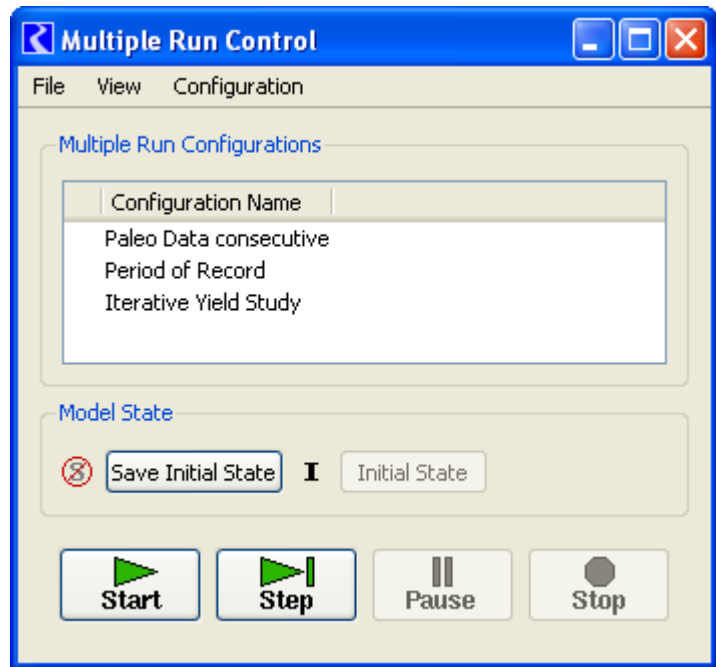 Multiple Run Control
File View Configuration
Multiple Run Configurations
Configuration Name
Paleo Data consecutive
Period of Record
Iterative Yield Study
Model State
S Save Initial State I Initial State
Start Step Pause Stop